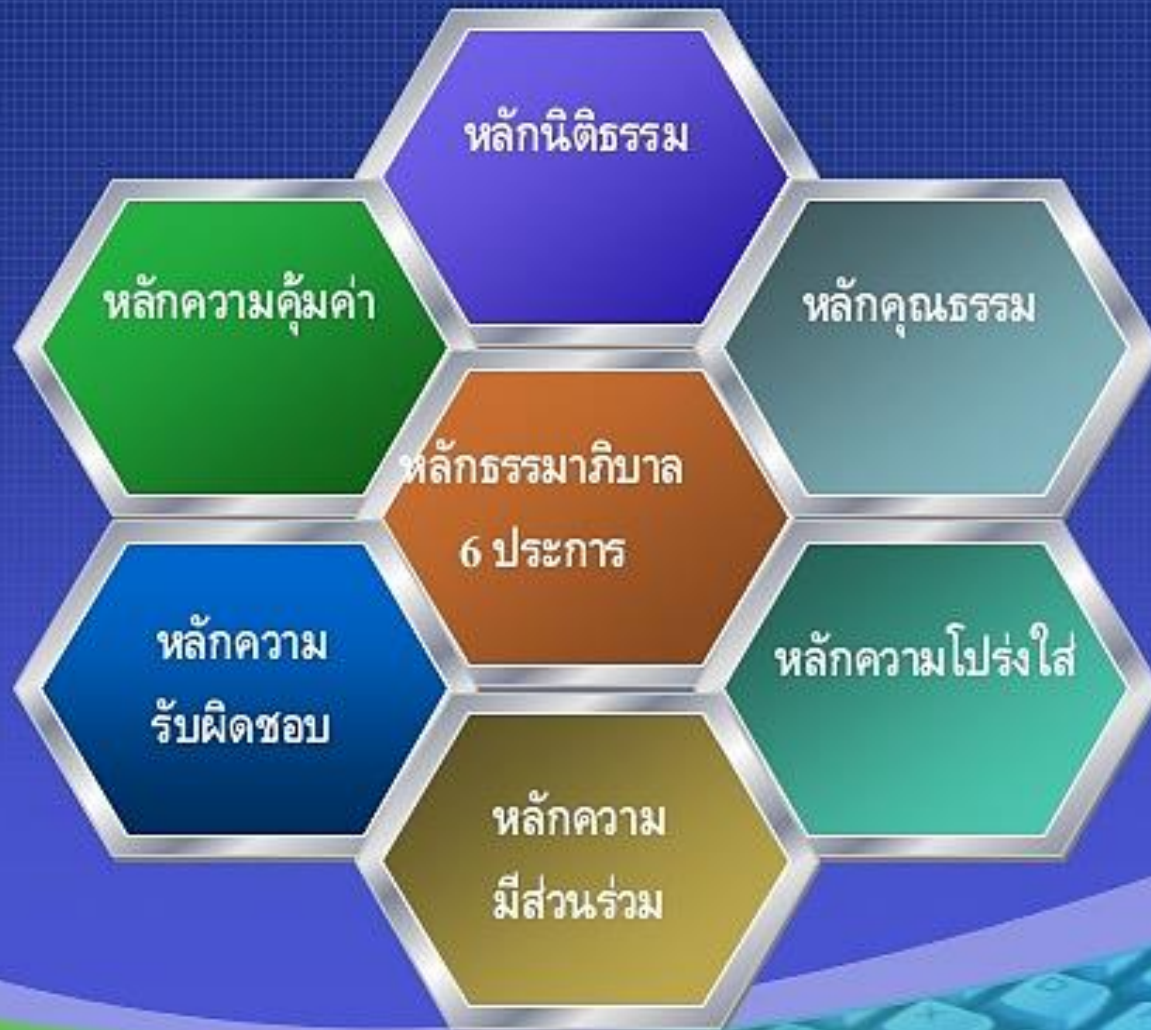 หลักนิติธรรม
หลักความคุ้มค่า
หลักคุณธรรม
หลักธรรมาภิบาล
6 ประการ
หลักความ
รับผิดชอบ
หลักความโปร่งใส่
หลักความ
มีส่วนร่วม